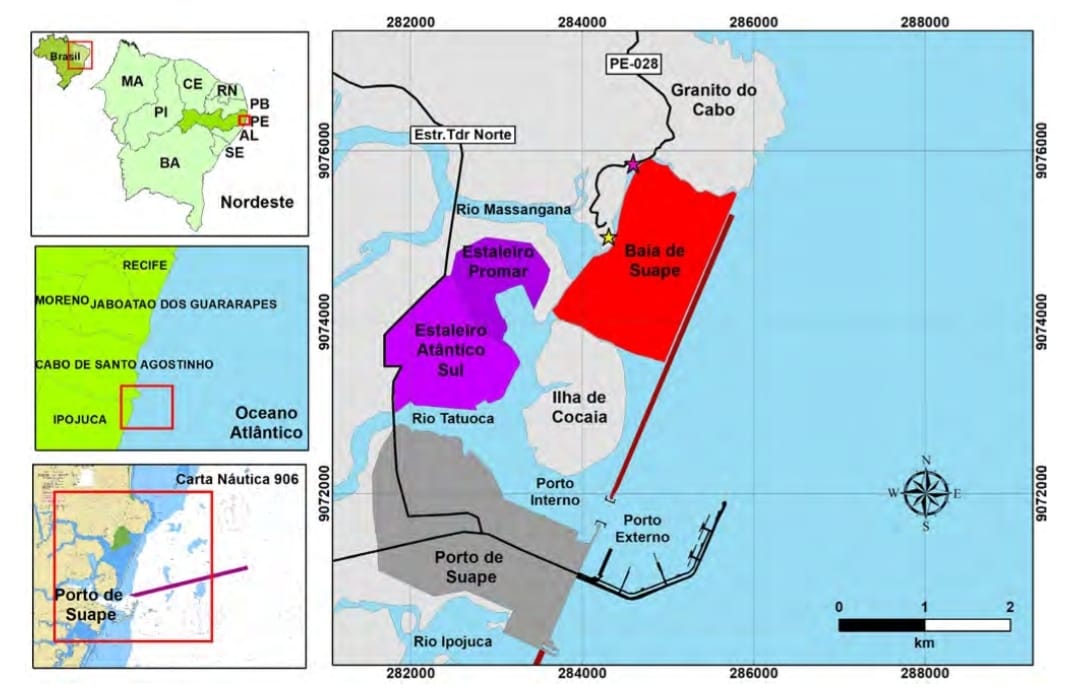 Brasil
MA
CE
RN
PB
PI
PE
AL
SE
BA
Nordeste
RECIFE
MORENO
JABOATAO DOS GUARARAPES
CABO DE SANTO AGOSTINHO
IPOJUCA
Oceano
Atlântico
Carta Náutica 906
Porto de
Suape
282000
284000
286000
288000
PE-028
Granito do
Cabo
Estr.Tdr Norte
9076000
9076000
Rio Massangana
Estaleiro
Promar
Baia de
Suape
9074000
9074000
Estaleiro
Atântico
Sul
Ilha de
Cocaia
Rio Tatuoca
9072000
9072000
Porto
Interno
Porto
Externo
N
W
E
S
Porto de
Suape
Rio Ipojuca
0
1
2
km
282000
284000
286000
288000